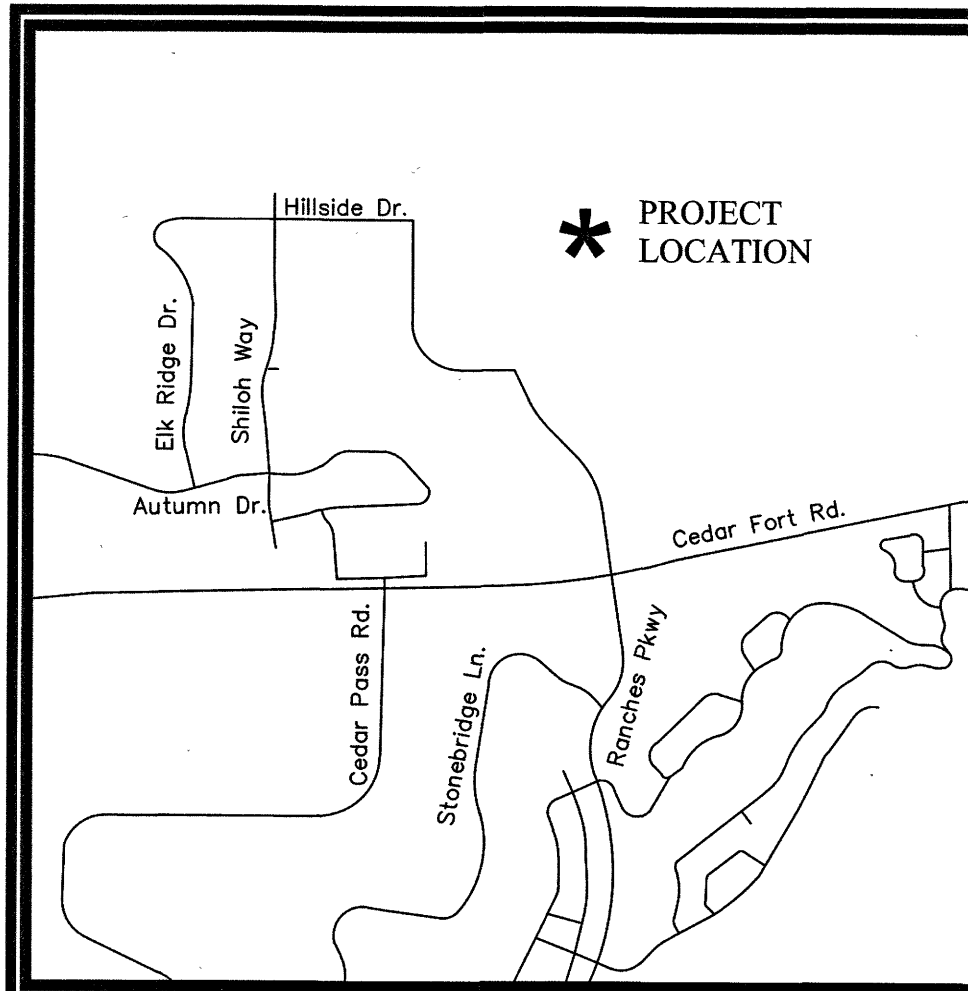 Hillside Dr.
PROJECT
LOCATION
Elk Ridge Dr.
Shiloh Way
Autumn Dr.
Cedar Fort Rd.
Cedar Pass Rd.
Stonebridge Ln.
Ranches Pkwy